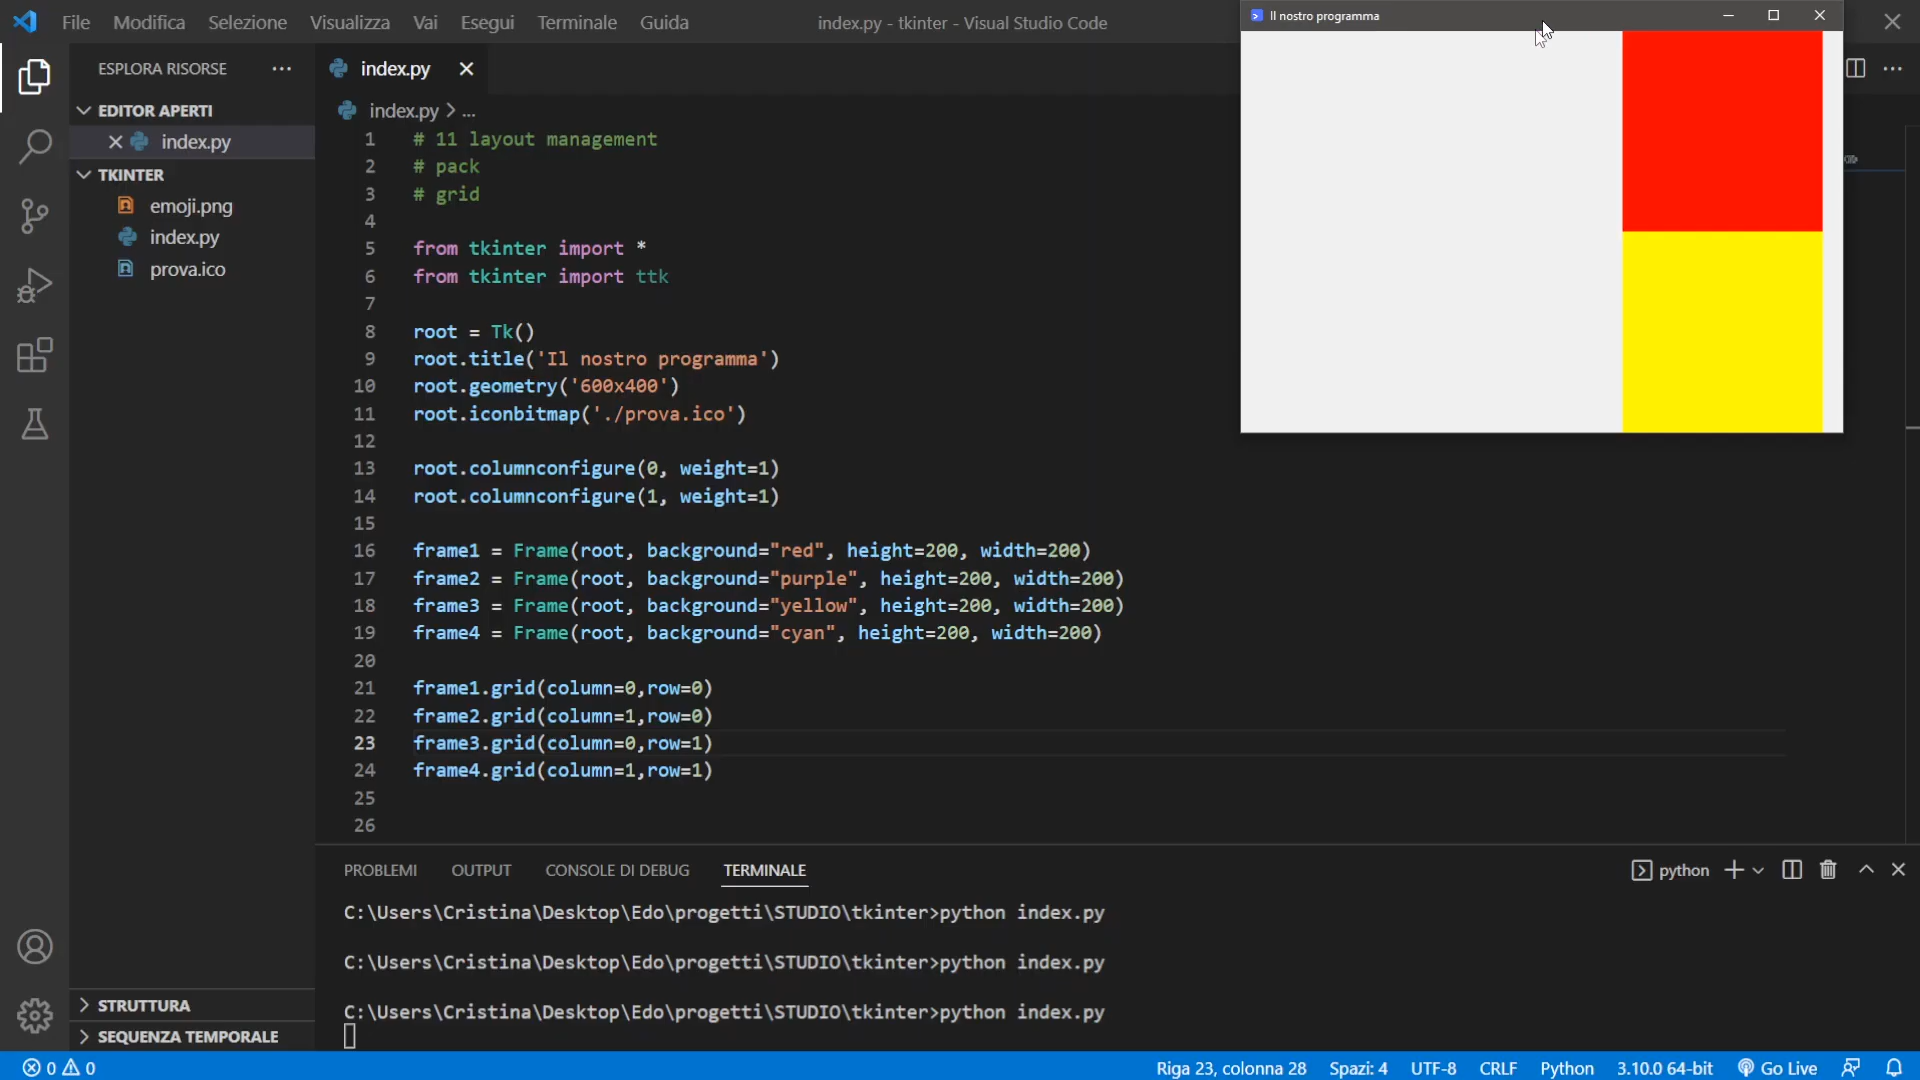 File Modifica Selezione Visualizza Vai Esegui Terminale Guida
index.py - tkinter - Visual Studio Code
Il nostro programma
ESPLORA RISORSE
EDITOR APERTI
index.py
TKINTER
emoji.png
index.py
prova.ico
STRUTTURA
SEQUENZA TEMPORALE
index.py
index.py > ...
1 # 11 layout management
2 # pack
3 # grid
4
5 from tkinter import *
6 from tkinter import ttk
7
8 root = Tk()
9 root.title('Il nostro programma')
10 root.geometry('600x400')
11 root.iconbitmap('./prova.ico')
12
13 root.columnconfigure(0, weight=1)
14 root.columnconfigure(1, weight=1)
15
16 frame1 = Frame(root, background="red", height=200, width=200)
17 frame2 = Frame(root, background="purple", height=200, width=200)
18 frame3 = Frame(root, background="yellow", height=200, width=200)
19 frame4 = Frame(root, background="cyan", height=200, width=200)
20
21 frame1.grid(column=0,row=0)
22 frame2.grid(column=1,row=0)
23 frame3.grid(column=0,row=1)
24 frame4.grid(column=1,row=1)
25
26
PROBLEMI OUTPUT CONSOLE DI DEBUG TERMINALE
python
C:\Users\Cristina\Desktop\Edo\progetti\STUDIO\tkinter>python index.py
C:\Users\Cristina\Desktop\Edo\progetti\STUDIO\tkinter>python index.py
C:\Users\Cristina\Desktop\Edo\progetti\STUDIO\tkinter>python index.py
0 0 Riga 23, colonna 28 Spazi: 4 UTF-8 CRLF Python 3.10.0 64-bit Go Live